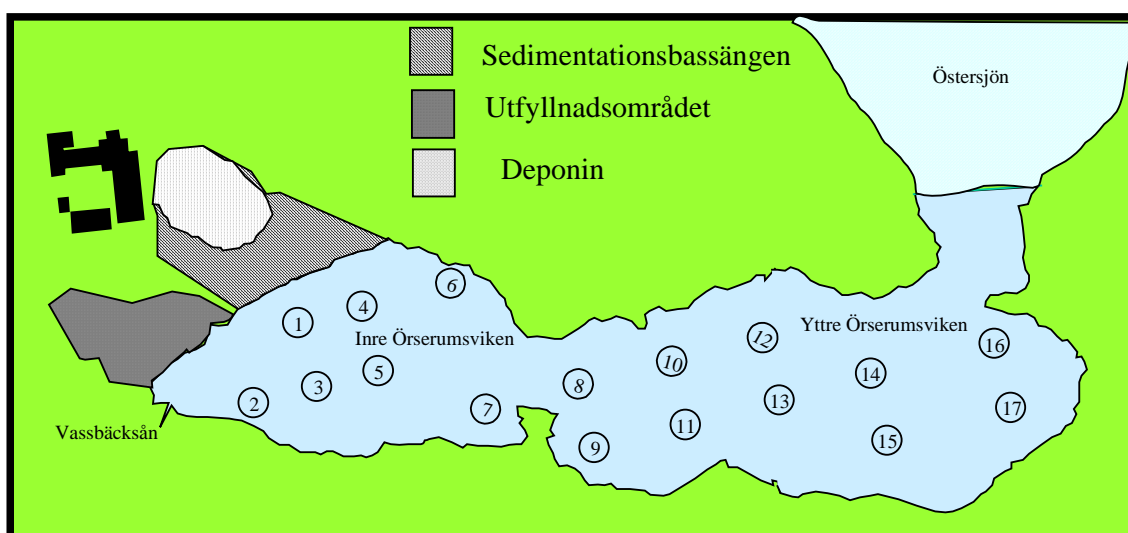 Sedimentationsbassängen
Utfyllnadsområdet
Deponin
Östersjön
Inre Örserumsviken
Yttre Örserumsviken
Vassbäcksån
1
2
3
4
5
6
7
8
9
10
11
12
13
14
15
16
17